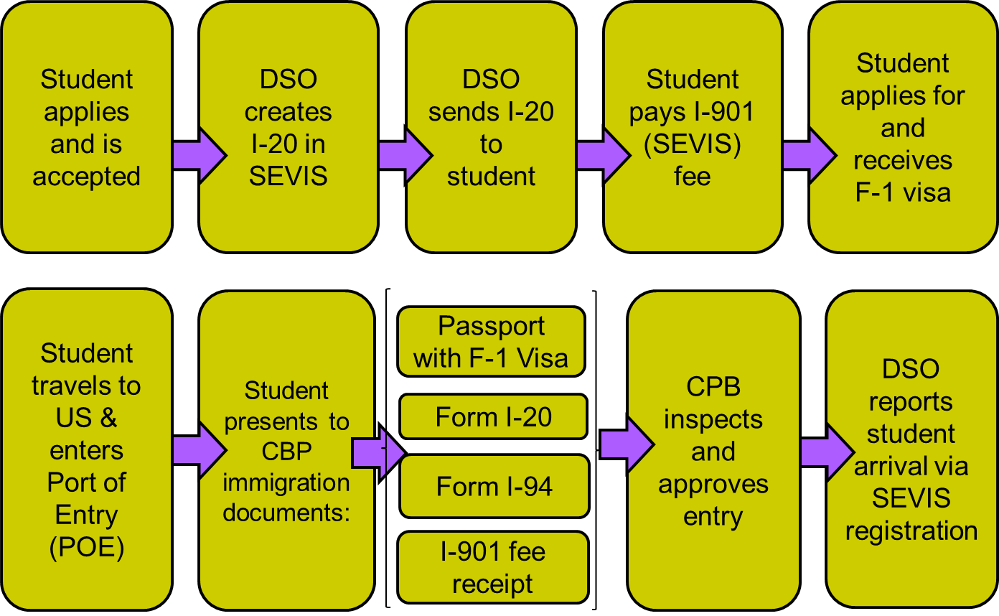 Student
applies
and is
accepted
DSO
creates
I-20 in
SEVIS
DSO
sends I-20
to
student
Student
pays I-901
(SEVIS)
fee
Student
applies for
and
receives
F-1 visa
Student
travels to
US &
enters
Port of
Entry
(POE)
Student
presents to
CBP
immigration
documents:
Passport
with F-1 Visa
Form I-20
Form I-94
I-901 fee
receipt
CPB
inspects
and
approves
entry
DSO
reports
student
arrival via
SEVIS
registration